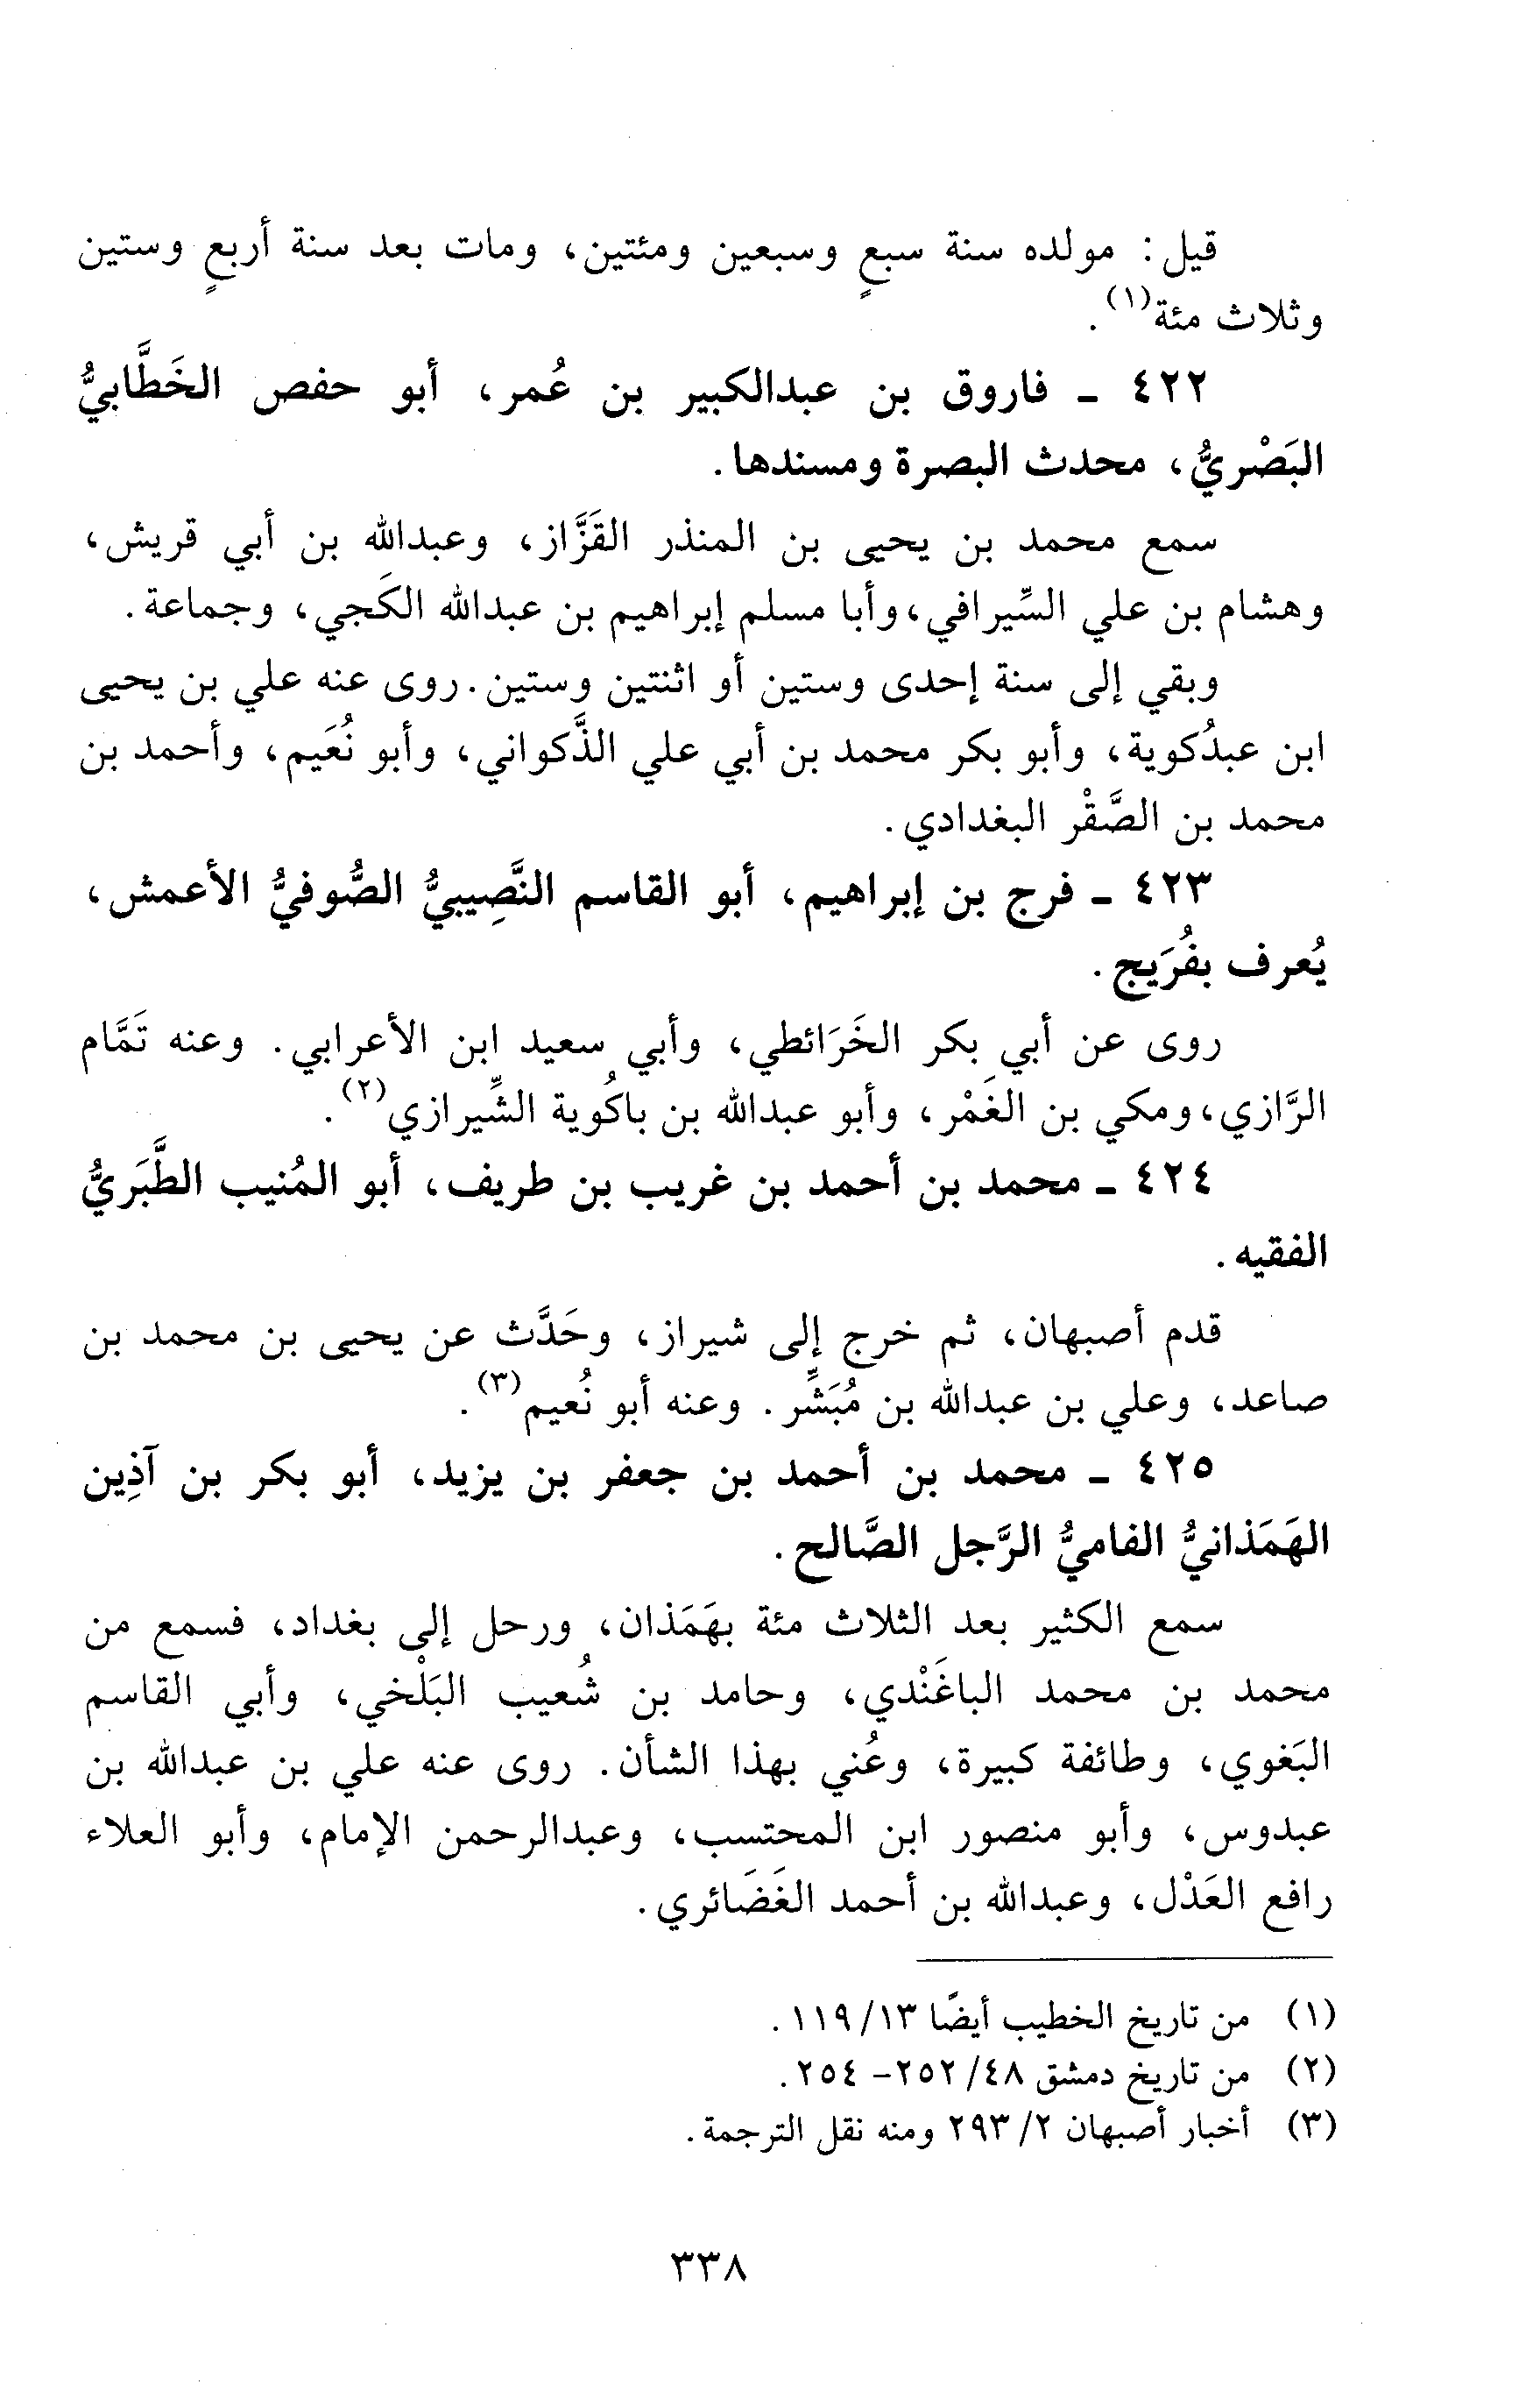 قيل: مولده سنة سبعٍ وسبعين ومئتين، ومات بعد سنة أربعٍ وستين
وثلاث مئة(١).
٤٢٢ - فاروق بن عبدالكبير بن عُمر، أبو حفص الخَطَّابيُّ
البَصْريُّ، محدث البصرة ومسندها.
سمع محمد بن يحيى بن المنذر القَزَّاز، وعبدالله بن أبي قريش،
وهشام بن علي السِّيرافي، وأبا مسلم إبراهيم بن عبدالله الكَجي، وجماعة.
وبقي إلى سنة إحدى وستين أو اثنتين وستين. روى عنه علي بن يحيى
ابن عبدُكوية، وأبو بكر محمد بن أبي علي الذَّكواني، وأبو نُعَيم، وأحمد بن
محمد بن الصَّقْر البغدادي.
٤٢٣ - فرج بن إبراهيم، أبو القاسم النَّصِيبيُّ الصُّوفيُّ الأعمش،
يُعرف بفُرَيج.
روى عن أبي بكر الخَرَائطي، وأبي سعيد ابن الأعرابي. وعنه تَمَّام
الرَّازي، ومكي بن الغَمْر، وأبو عبدالله بن باكُوية الشِّيرازي(٢).
٤٢٤ - محمد بن أحمد بن غريب بن طريف، أبو المُنيب الطَّبَريُّ
الفقيه.
قدم أصبهان، ثم خرج إلى شيراز، وحَدَّث عن يحيى بن محمد بن
صاعد، وعلي بن عبدالله بن مُبَشِّر. وعنه أبو نُعيم(٣).
٤٢٥ - محمد بن أحمد بن جعفر بن يزيد، أبو بكر بن آذِين
الهَمَذانيُّ الفاميُّ الرَّجل الصَّالح.
سمع الكثير بعد الثلاث مئة بهَمَذان، ورحل إلى بغداد، فسمع من
محمد بن محمد الباغَنْدي، وحامد بن شُعيب البَلْخي، وأبي القاسم
البَغوي، وطائفة كبيرة، وعُني بهذا الشأن. روى عنه علي بن عبدالله بن
عبدوس، وأبو منصور ابن المحتسب، وعبدالرحمن الإمام، وأبو العلاء
رافع العَدْل، وعبدالله بن أحمد الغَضَائري.
(١) من تاريخ الخطيب أيضًا ١٣/ ١١٩.
(٢) من تاريخ دمشق ٤٨/ ٢٥٢- ٢٥٤.
(٣) أخبار أصبهان ٢/ ٢٩٣ ومنه نقل الترجمة.
٣٣٨